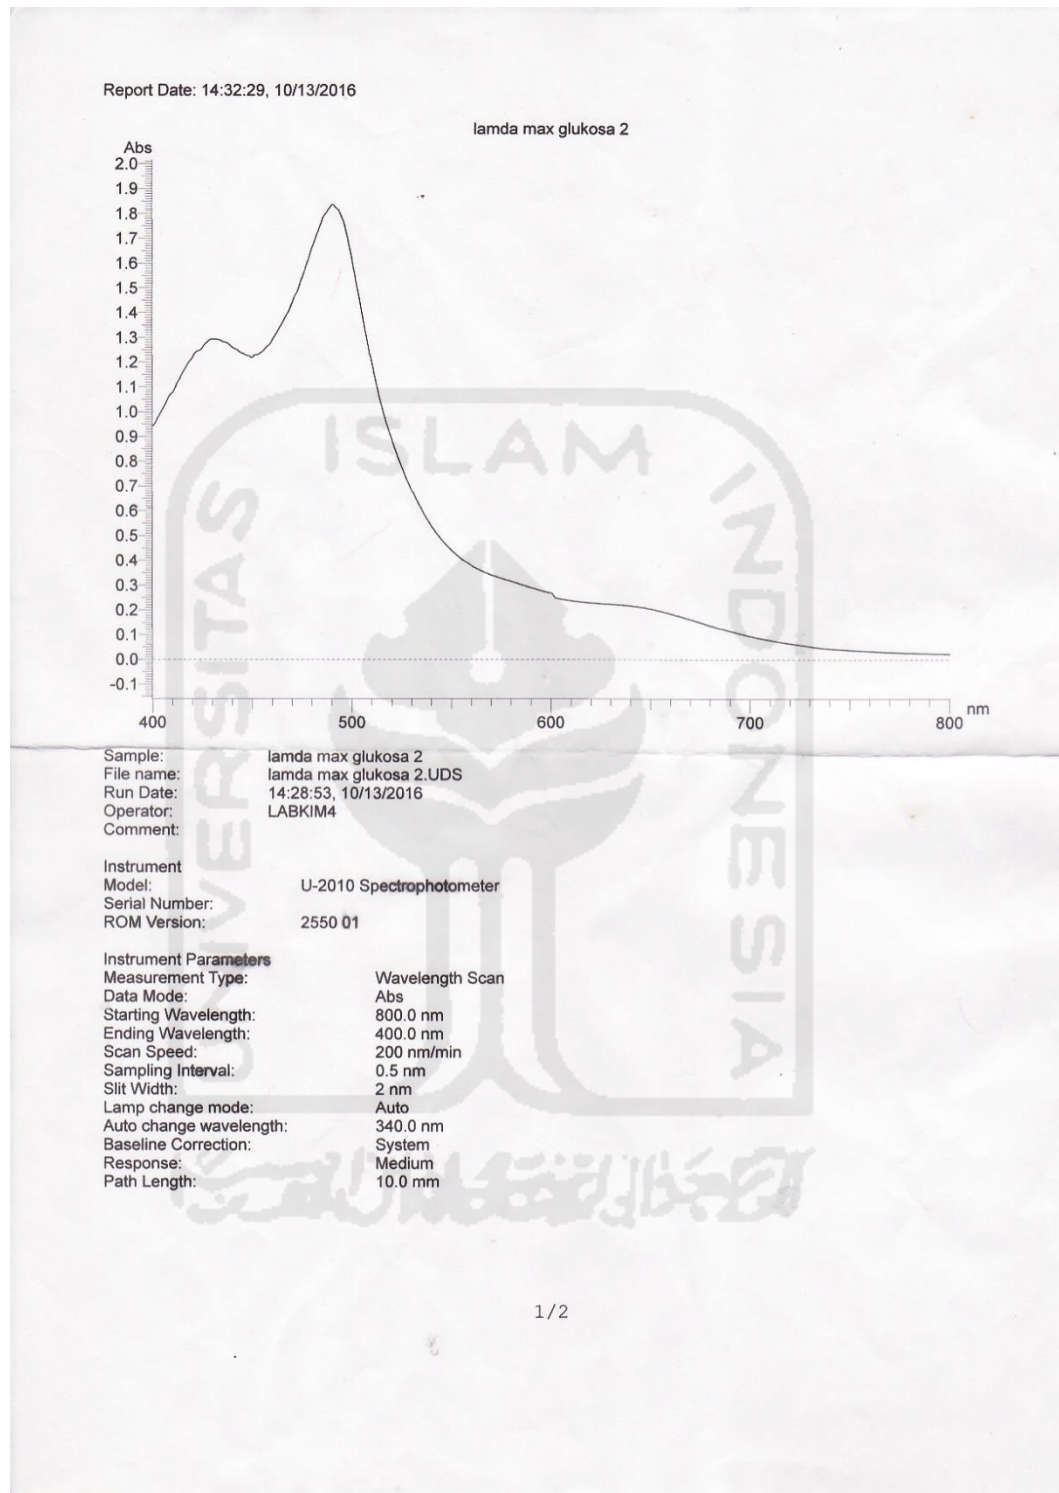 Report Date: 14:32:29, 10/13/2016
lamda max glukosa 2
Abs
2.0
1.9
1.8
1.7
1.6
1.5
1.4
1.3
1.2
1.1
1.0
0.9
0.8
0.7
0.6
0.5
0.4
0.3
0.2
0.1
0.0
-0.1
400 500 600 700 800 nm
UNIVERSITAS
ISLAM
INDONESIA
Sample: lamda max glukosa 2
File name: lamda max glukosa 2.UDS
Run Date: 14:28:53, 10/13/2016
Operator: LABKIM4
Comment:
Instrument
Model: U-2010 Spectrophotometer
Serial Number:
ROM Version: 2550 01
Instrument Parameters
Measurement Type: Wavelength Scan
Data Mode: Abs
Starting Wavelength: 800.0 nm
Ending Wavelength: 400.0 nm
Scan Speed: 200 nm/min
Sampling Interval: 0.5 nm
Slit Width: 2 nm
Lamp change mode: Auto
Auto change wavelength: 340.0 nm
Baseline Correction: System
Response: Medium
Path Length: 10.0 mm
1/2